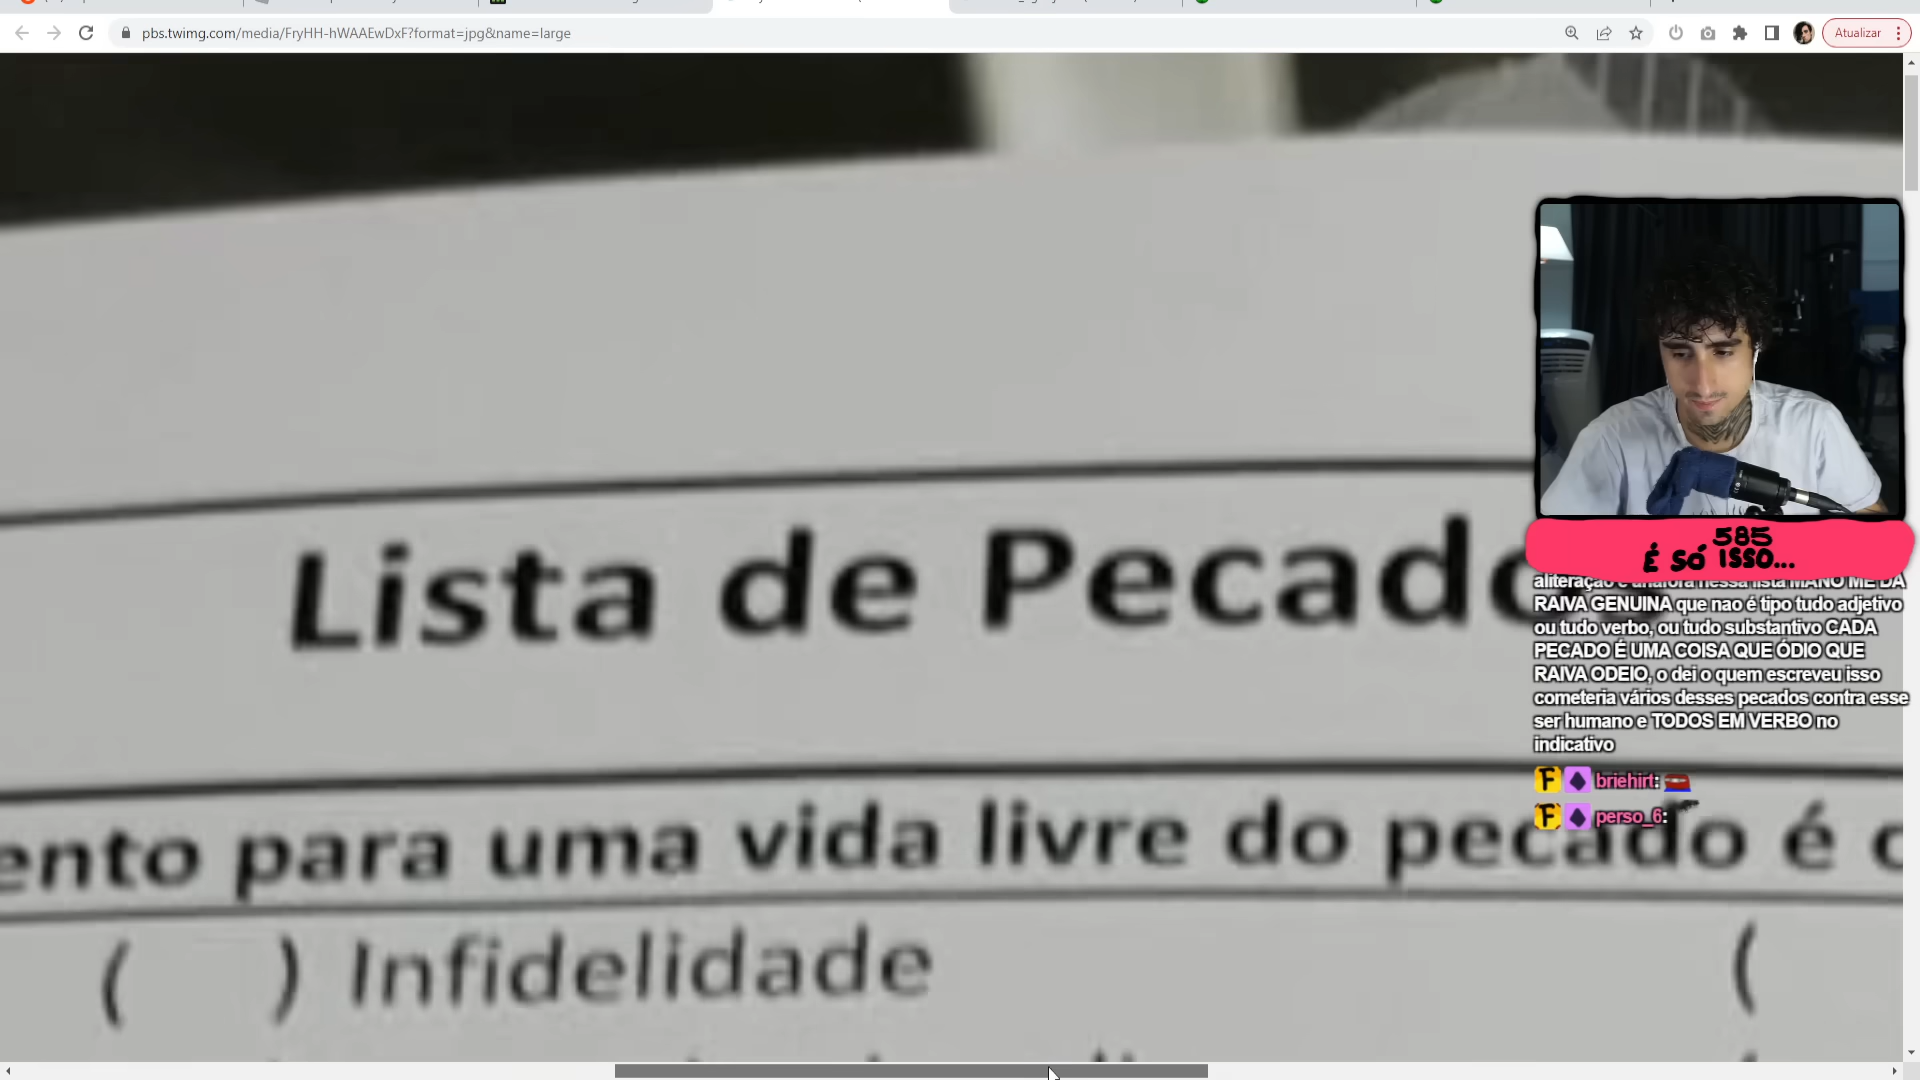 pbs.twimg.com/media/FryHH-hWAAEwDxF?format=jpg&name=large
Atualizar
Lista de Pecado
585
É SÓ ISSO...
RAIVA GENUINA que nao é tipo tudo adjetivo
ou tudo verbo, ou tudo substantivo CADA
PECADO É UMA COISA QUE ÓDIO QUE
RAIVA ODEIO, o dei o quem escreveu isso
cometeria vários desses pecados contra esse
ser humano e TODOS EM VERBO no
indicativo
F briehirt:
F perso_6:
ento para uma vida livre do pecado é
( ) Infidelidade (